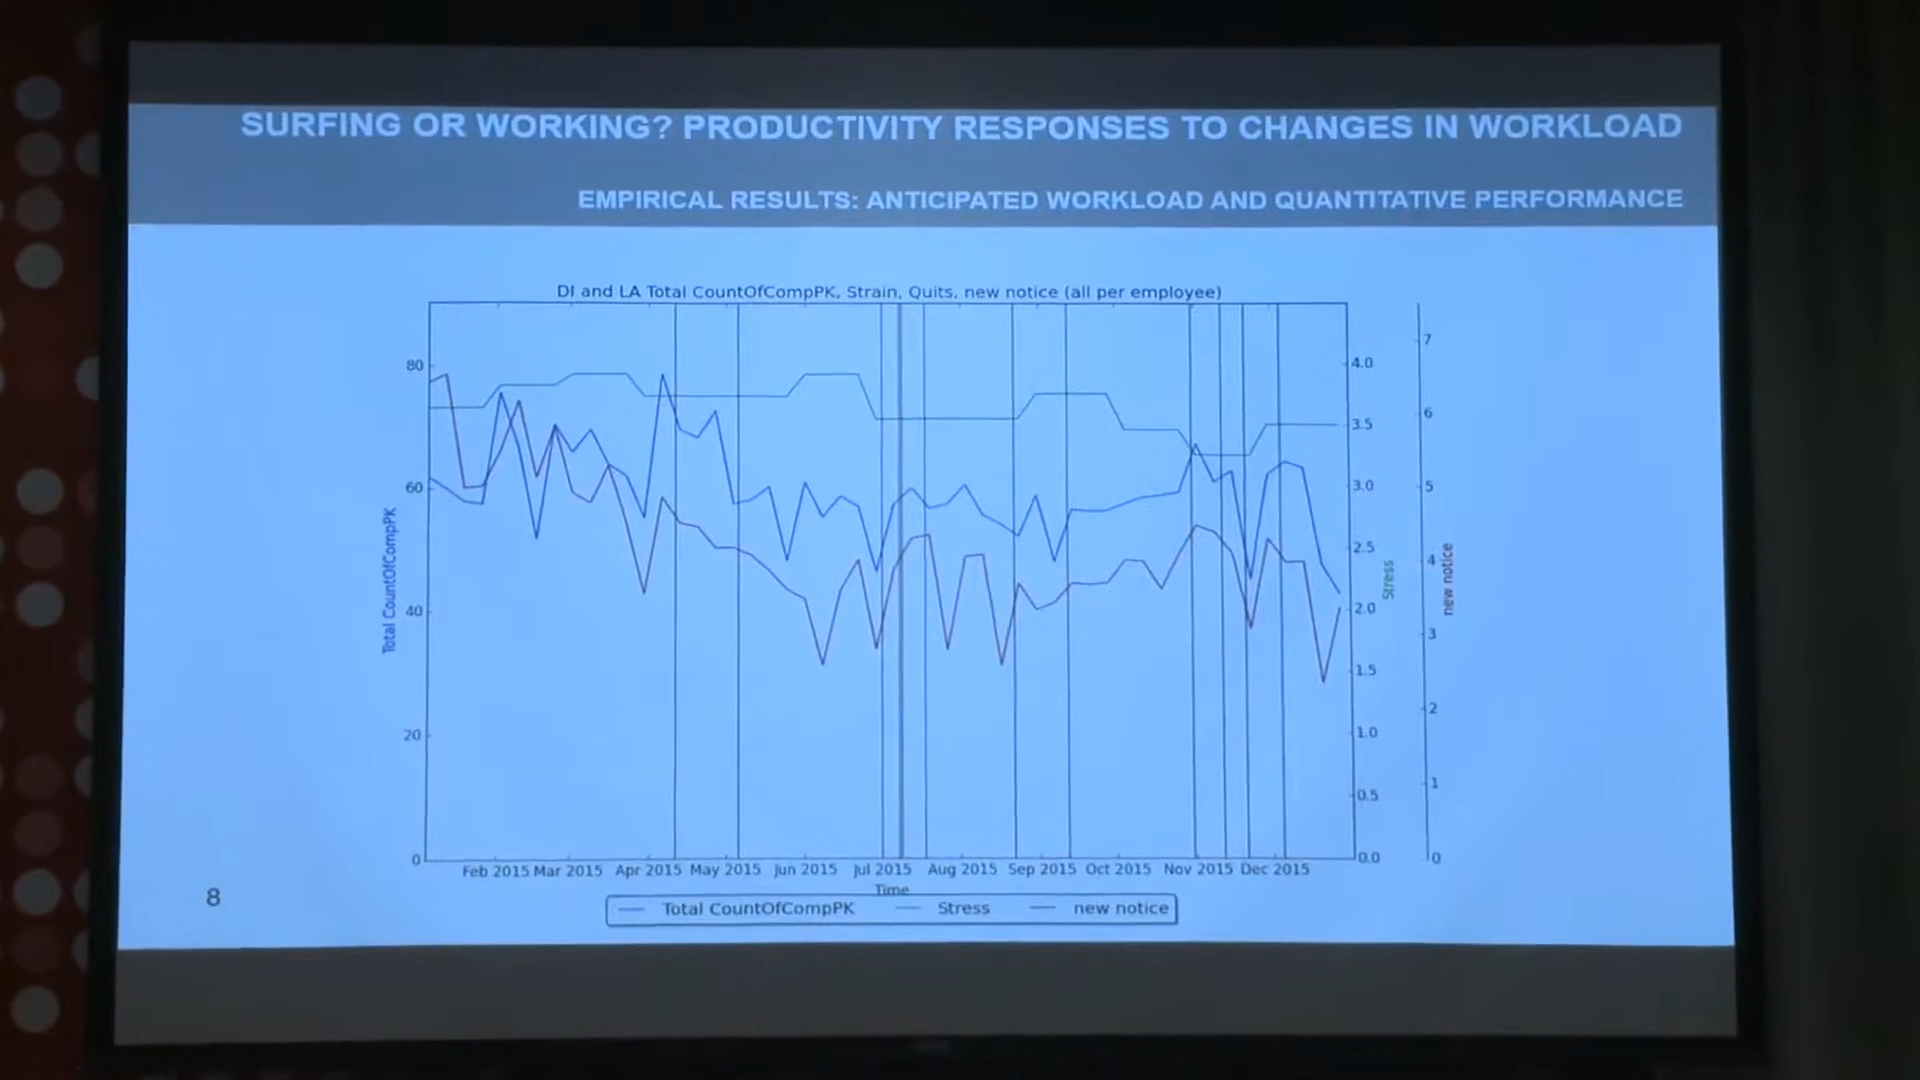 SURFING OR WORKING? PRODUCTIVITY RESPONSES TO CHANGES IN WORKLOAD
EMPIRICAL RESULTS: ANTICIPATED WORKLOAD AND QUANTITATIVE PERFORMANCE
DI and LA Total CountOfCompPK, Strain, Quits, new notice (all per employee)
80
60
40
20
0
Total CountOfCompPK
4.0
3.5
3.0
2.5
2.0
1.5
1.0
0.5
0.0
Stress
7
6
5
4
3
2
1
0
new notice
Feb 2015 Mar 2015 Apr 2015 May 2015 Jun 2015 Jul 2015 Aug 2015 Sep 2015 Oct 2015 Nov 2015 Dec 2015
Time
Total CountOfCompPK Stress new notice
8